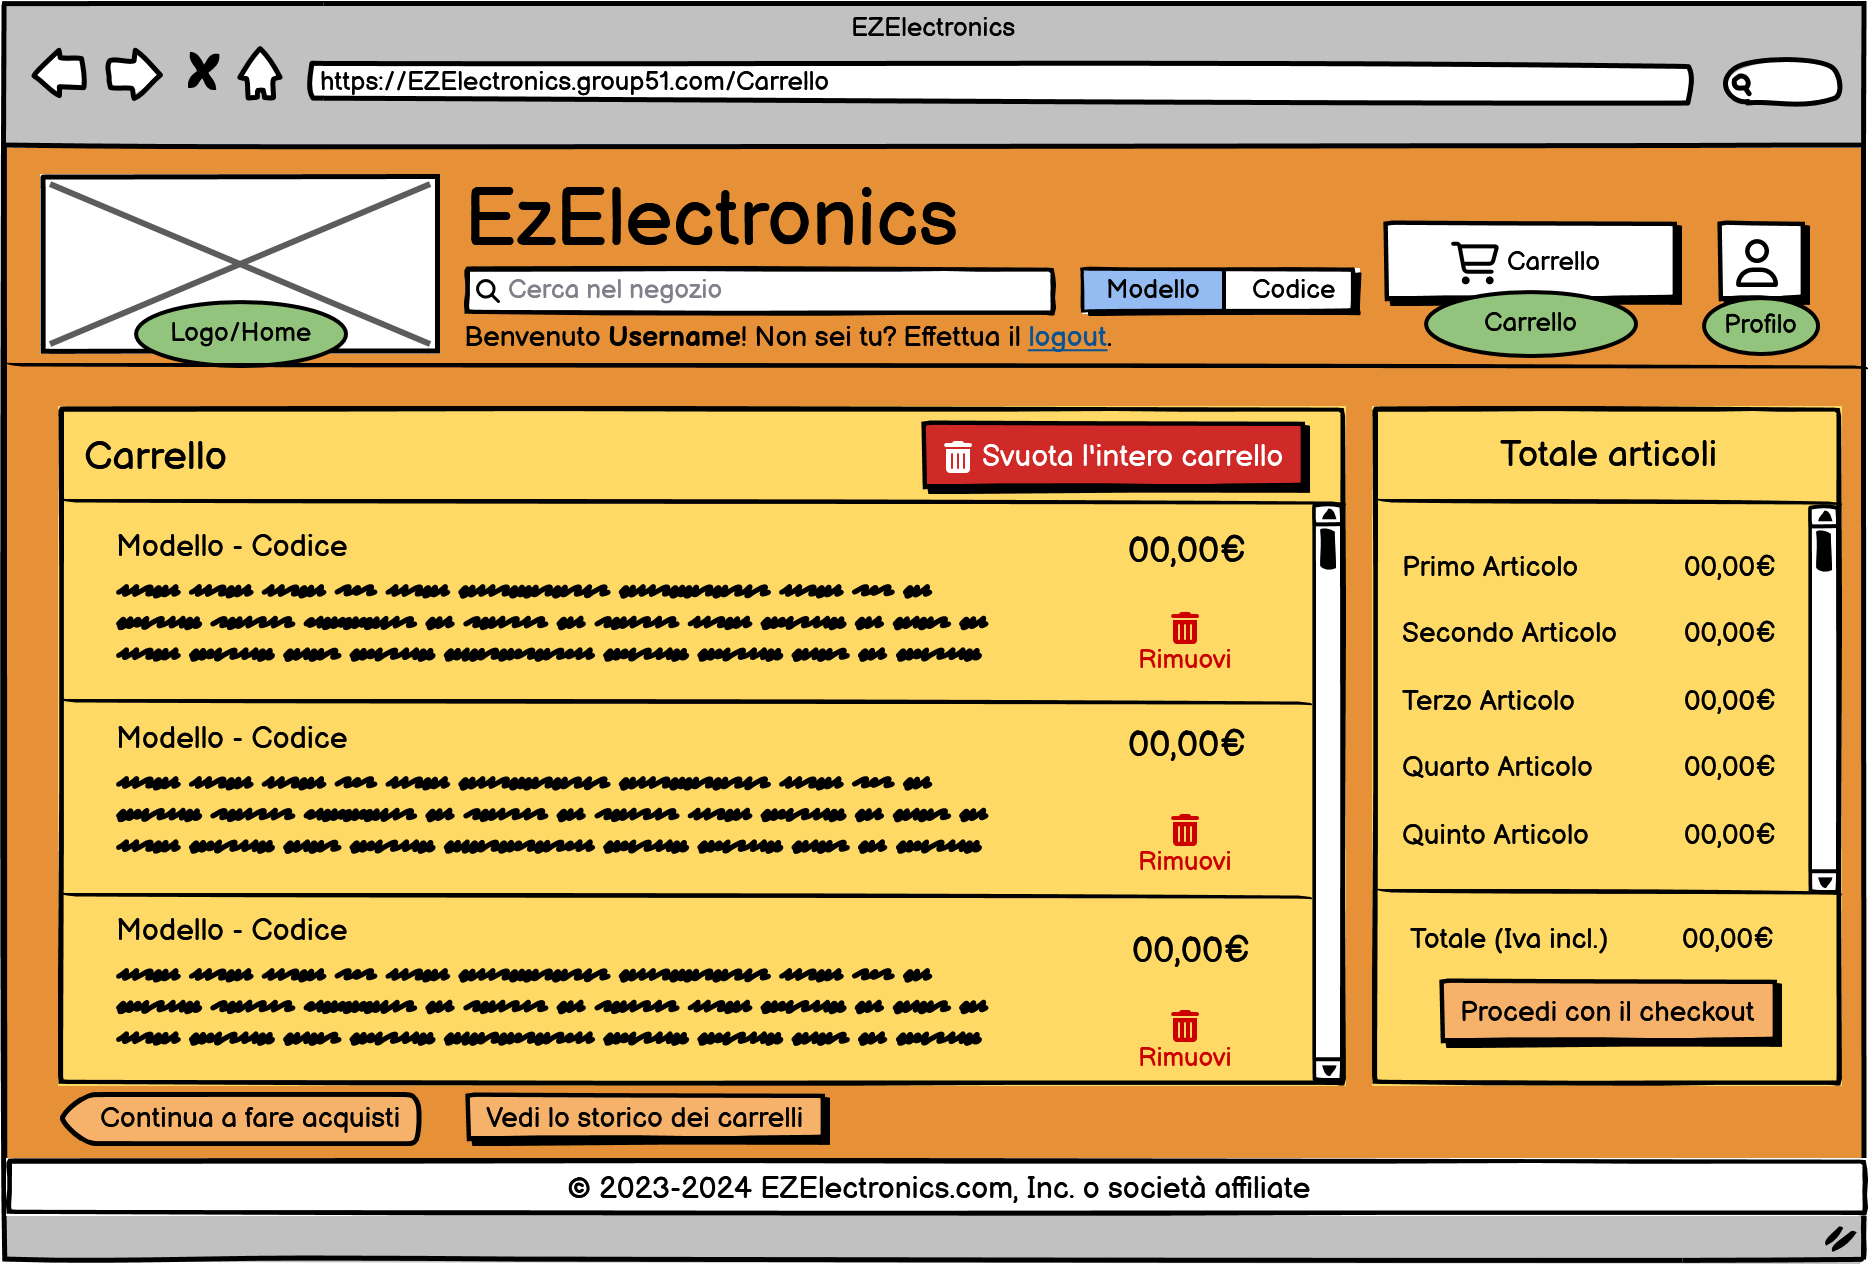 EZElectronics
https://EZElectronics.group51.com/Carrello
EzElectronics
Cerca nel negozio
Modello
Codice
Carrello
Logo/Home
Benvenuto Username! Non sei tu? Effettua il logout.
Carrello
Profilo
Carrello
Svuota l'intero carrello
Modello - Codice
00,00€
Rimuovi
Modello - Codice
00,00€
Rimuovi
Modello - Codice
00,00€
Rimuovi
Totale articoli
Primo Articolo 00,00€
Secondo Articolo 00,00€
Terzo Articolo 00,00€
Quarto Articolo 00,00€
Quinto Articolo 00,00€
Totale (Iva incl.) 00,00€
Procedi con il checkout
Continua a fare acquisti
Vedi lo storico dei carrelli
© 2023-2024 EZElectronics.com, Inc. o società affiliate